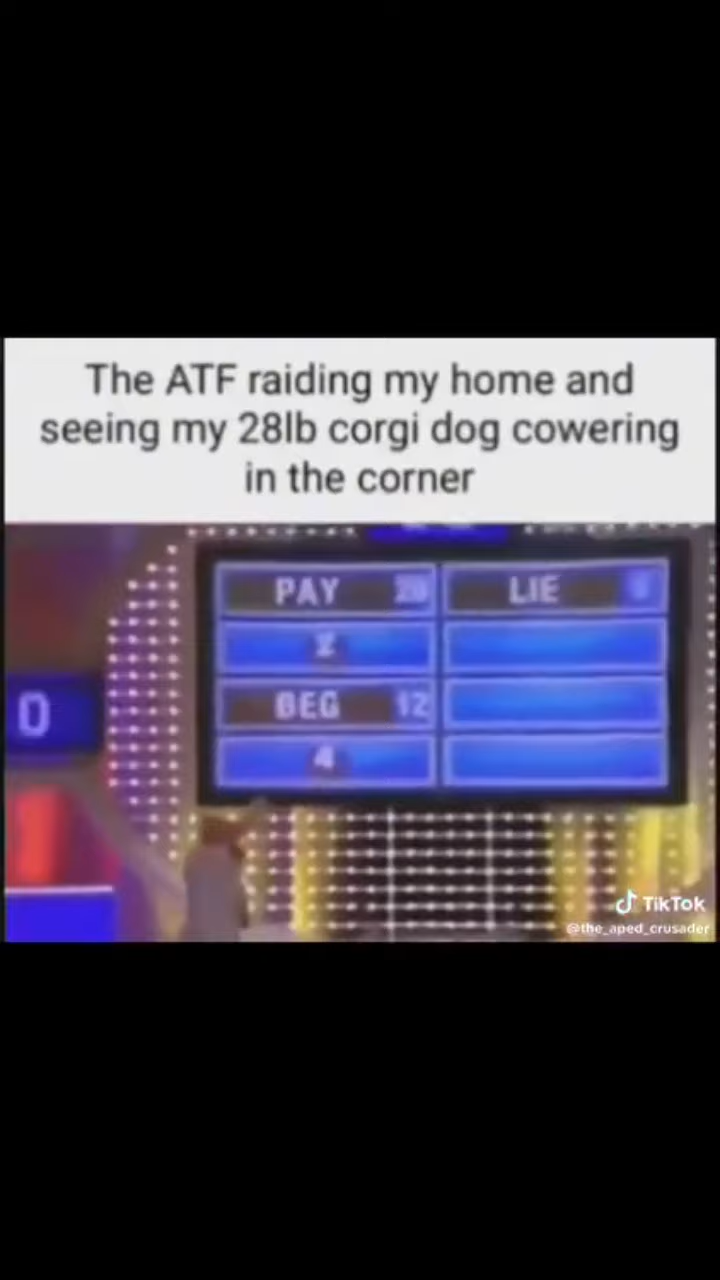 The ATF raiding my home and
seeing my 28lb corgi dog cowering
in the corner
PAY
LIE
0
BEG 12
4
TikTok
@the_aped_crusader